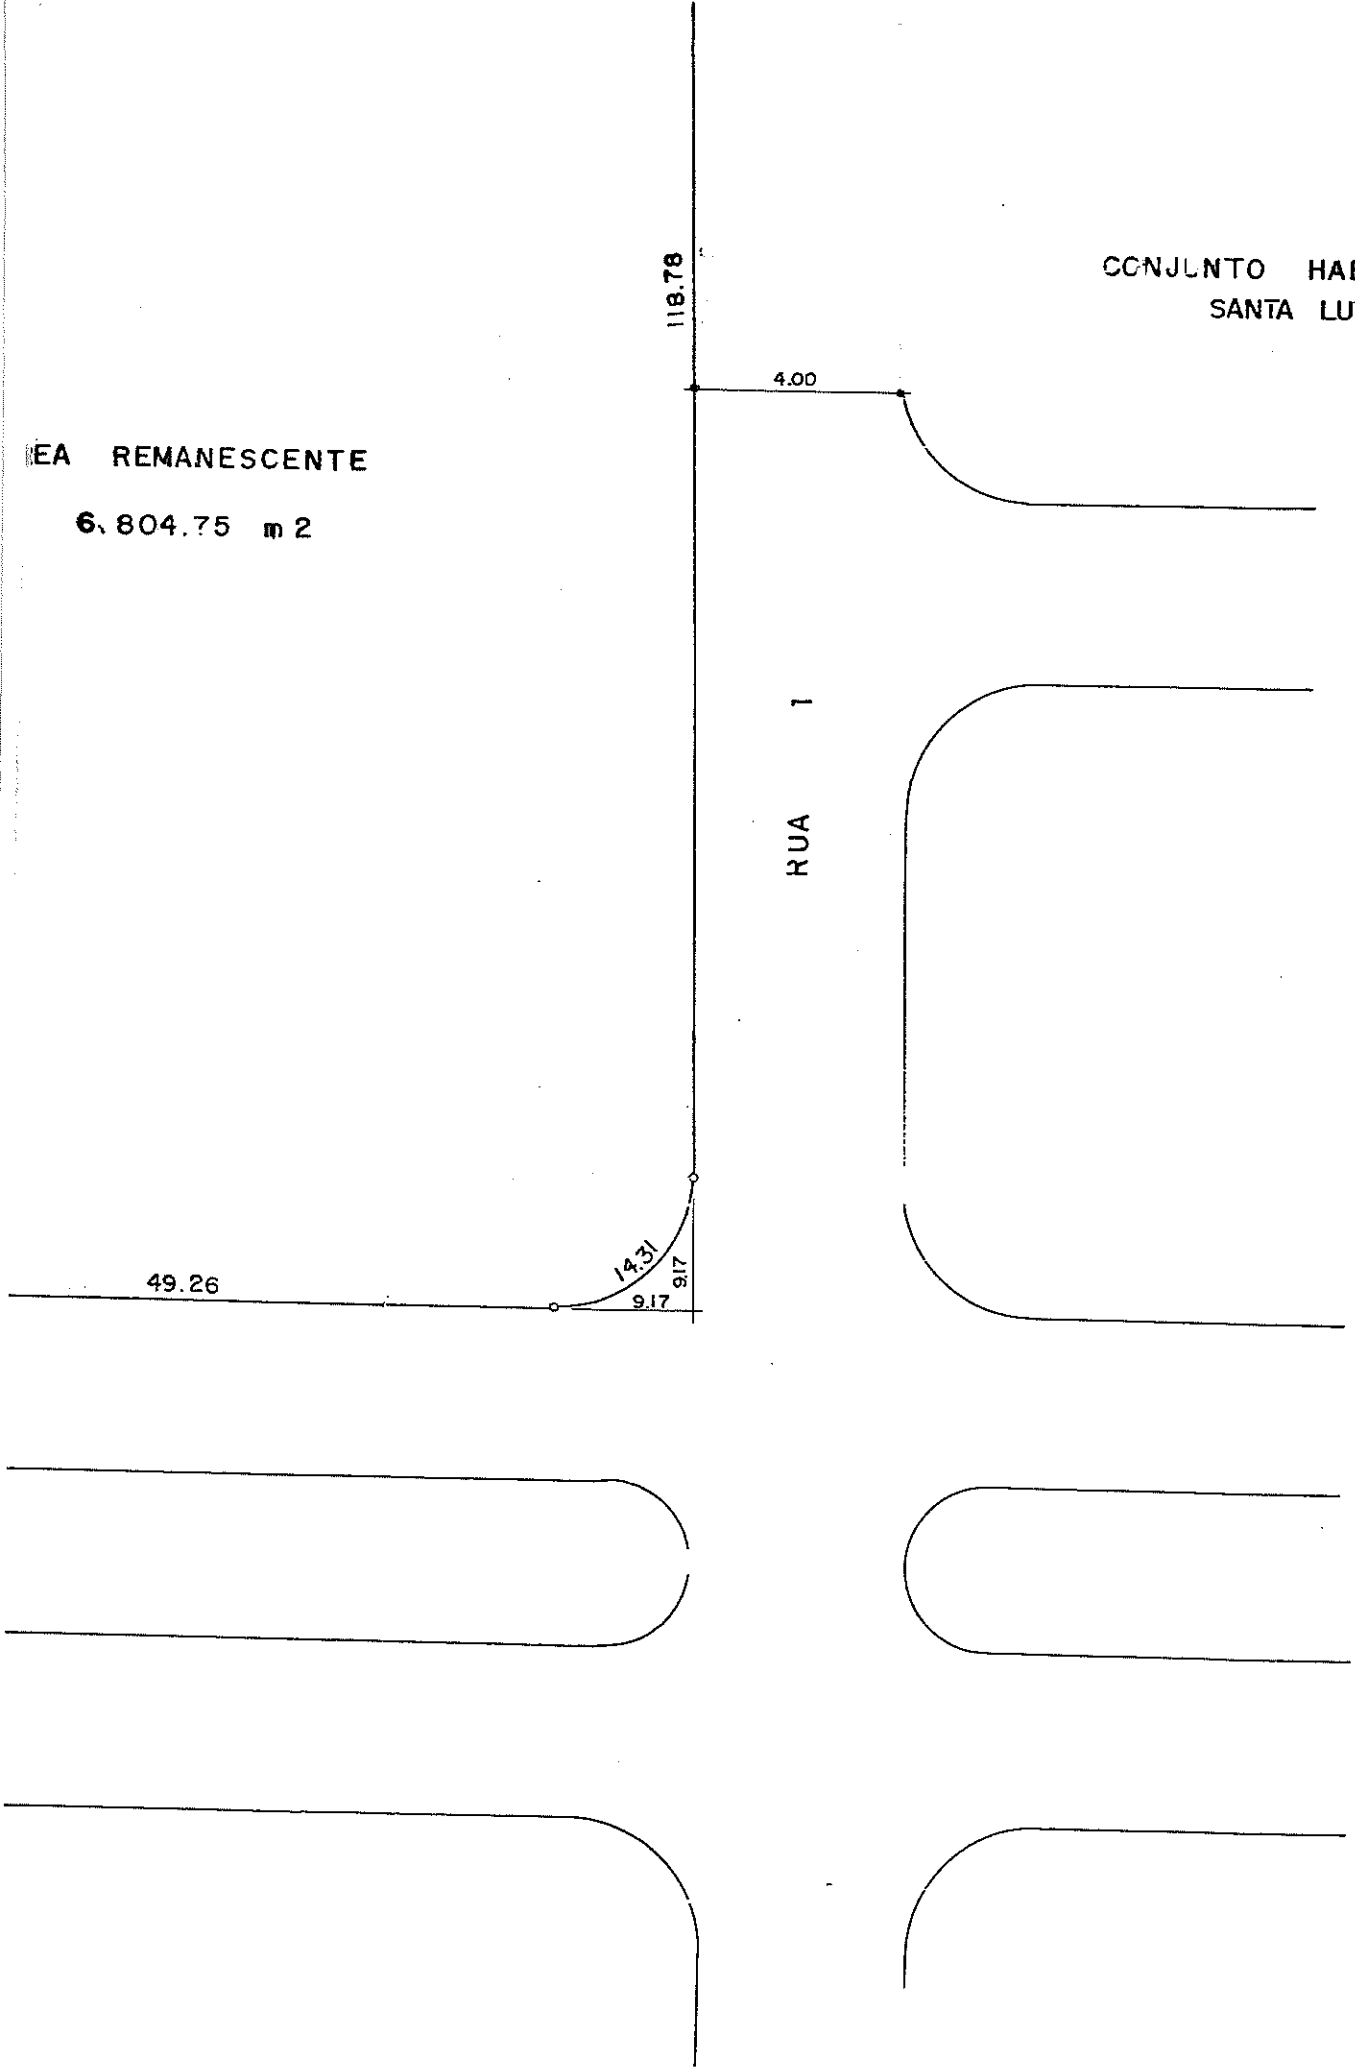 118.78
CONJUNTO HAB
SANTA LU
4.00
EA REMANESCENTE
6.804.75 m2
RUA 1
14.31
9.17
9.17
49.26